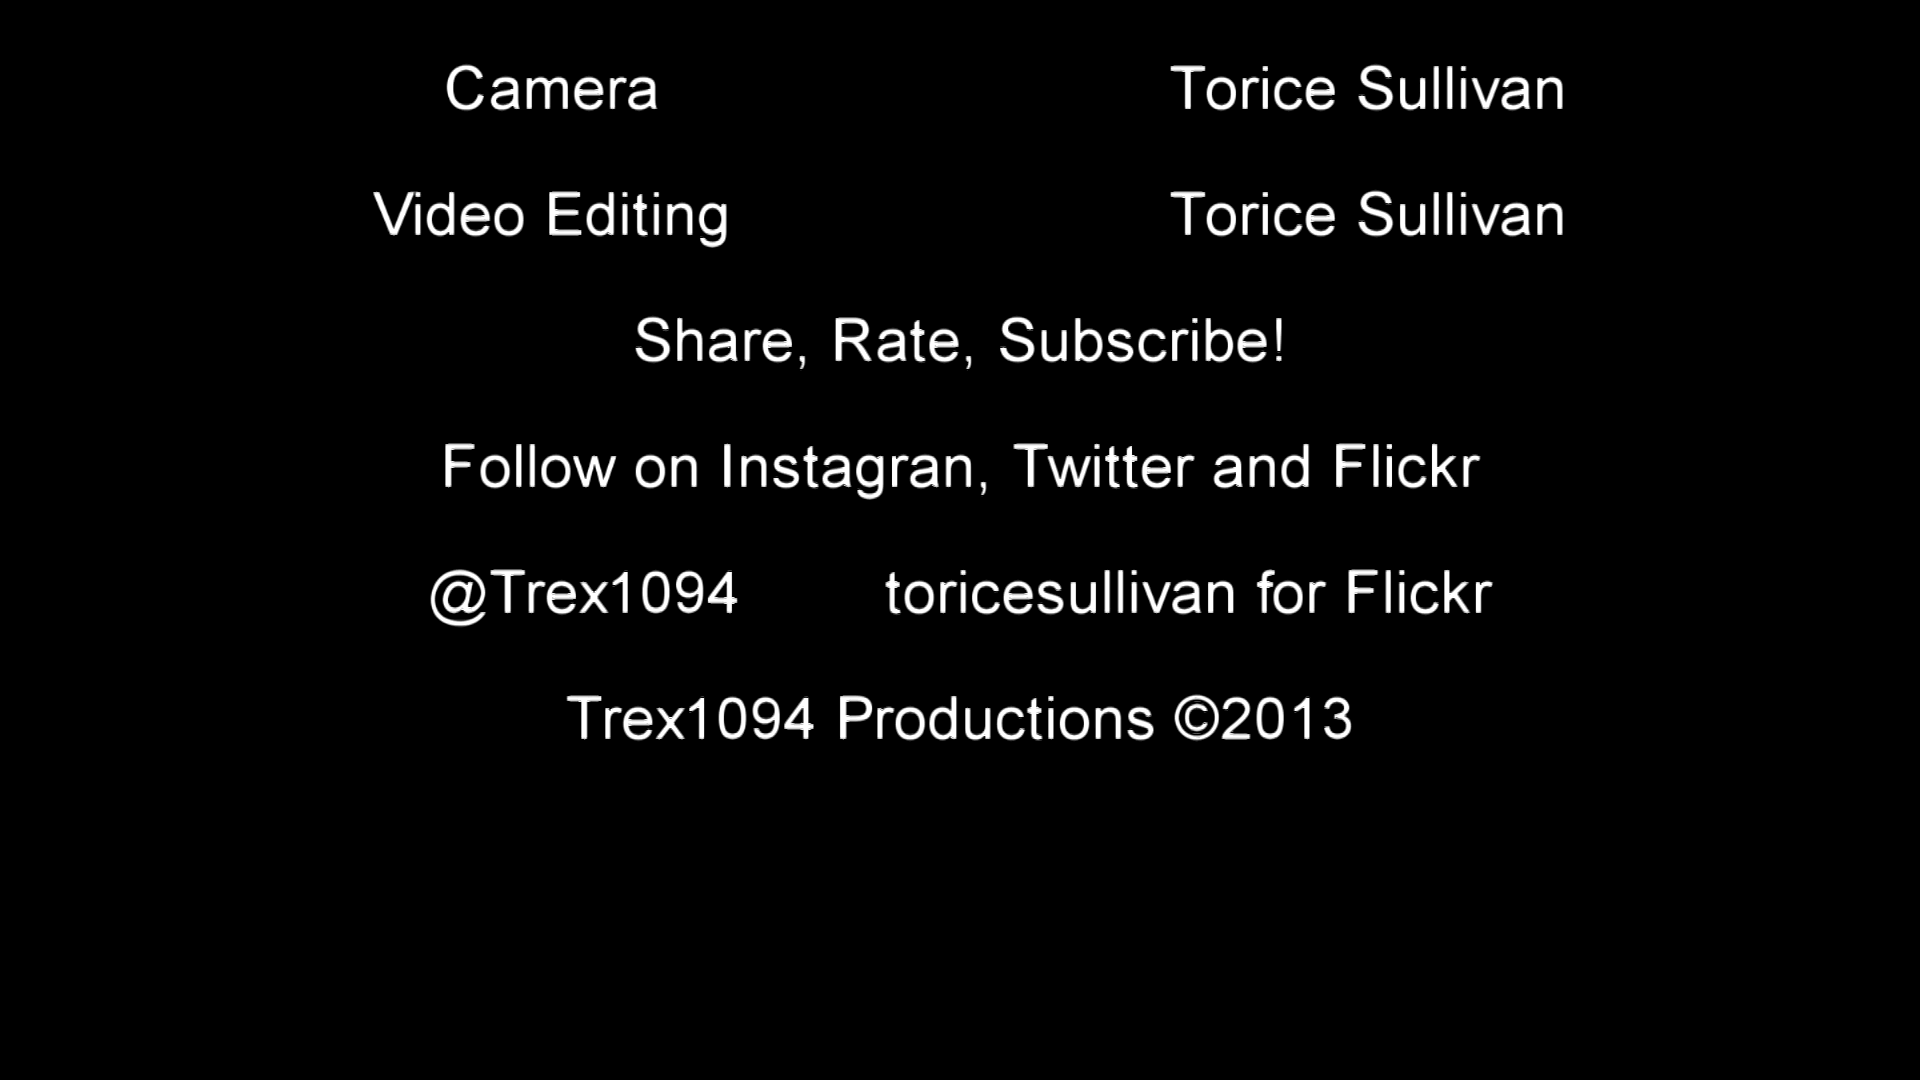 Camera Torice Sullivan
Video Editing Torice Sullivan
Share, Rate, Subscribe!
Follow on Instagran, Twitter and Flickr
@Trex1094 toricesullivan for Flickr
Trex1094 Productions ©2013